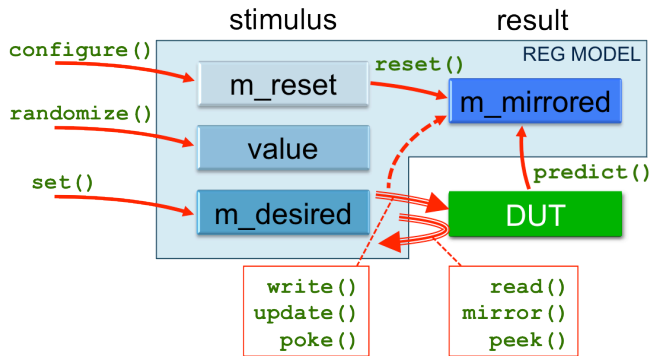 stimulus
result
configure()
REG MODEL
reset()
m_reset
m_mirrored
randomize()
value
set()
predict()
m_desired
DUT
write()
update()
poke()
read()
mirror()
peek()